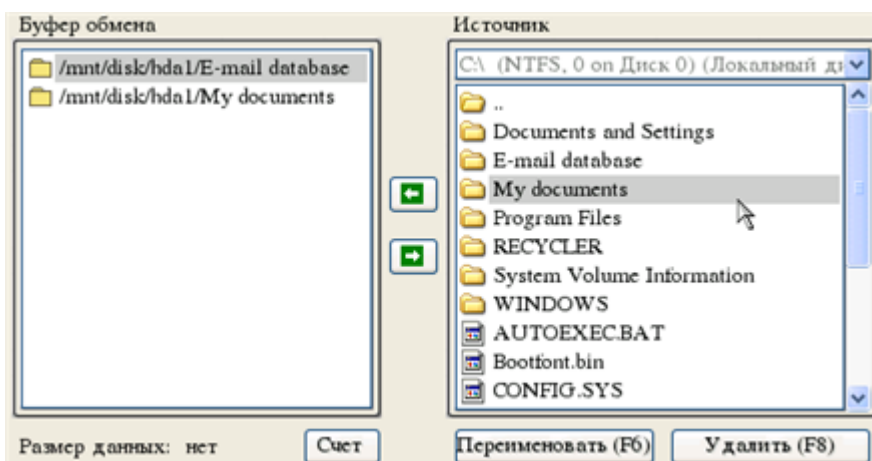 Буфер обмена
/mnt/disk/hda1/E-mail database
/mnt/disk/hda1/My documents
Размер данных: нет
Счет
Источник
C:\ (NTFS, 0 on Диск 0) (Локальный ди
..
Documents and Settings
E-mail database
My documents
Program Files
RECYCLER
System Volume Information
WINDOWS
AUTOEXEC.BAT
Bootfont.bin
CONFIG.SYS
Переименовать (F6)
Удалить (F8)